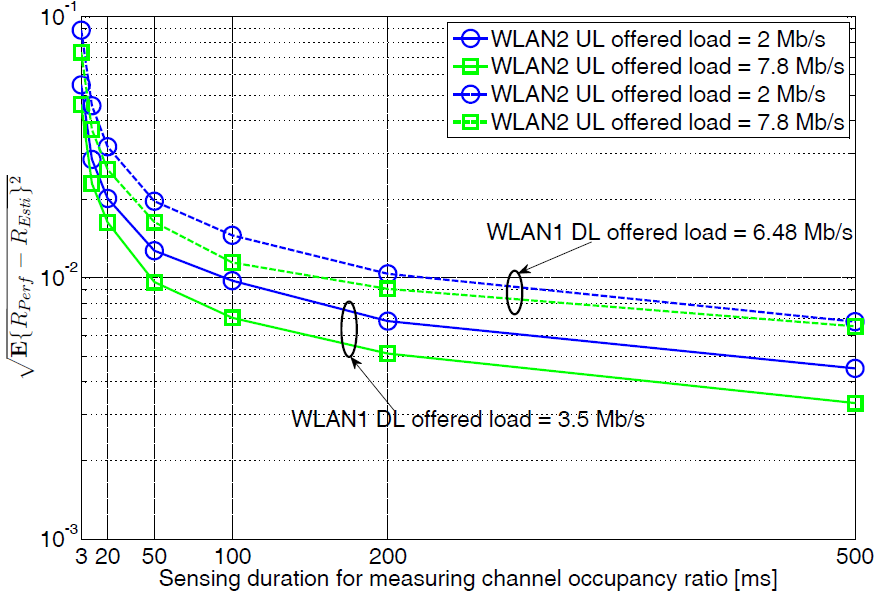 10^-1
WLAN2 UL offered load = 2 Mb/s
WLAN2 UL offered load = 7.8 Mb/s
WLAN2 UL offered load = 2 Mb/s
WLAN2 UL offered load = 7.8 Mb/s
√E{R_Perf − R_Esti}^2
WLAN1 DL offered load = 6.48 Mb/s
10^-2
WLAN1 DL offered load = 3.5 Mb/s
10^-3
3 20 50 100 200 500
Sensing duration for measuring channel occupancy ratio [ms]